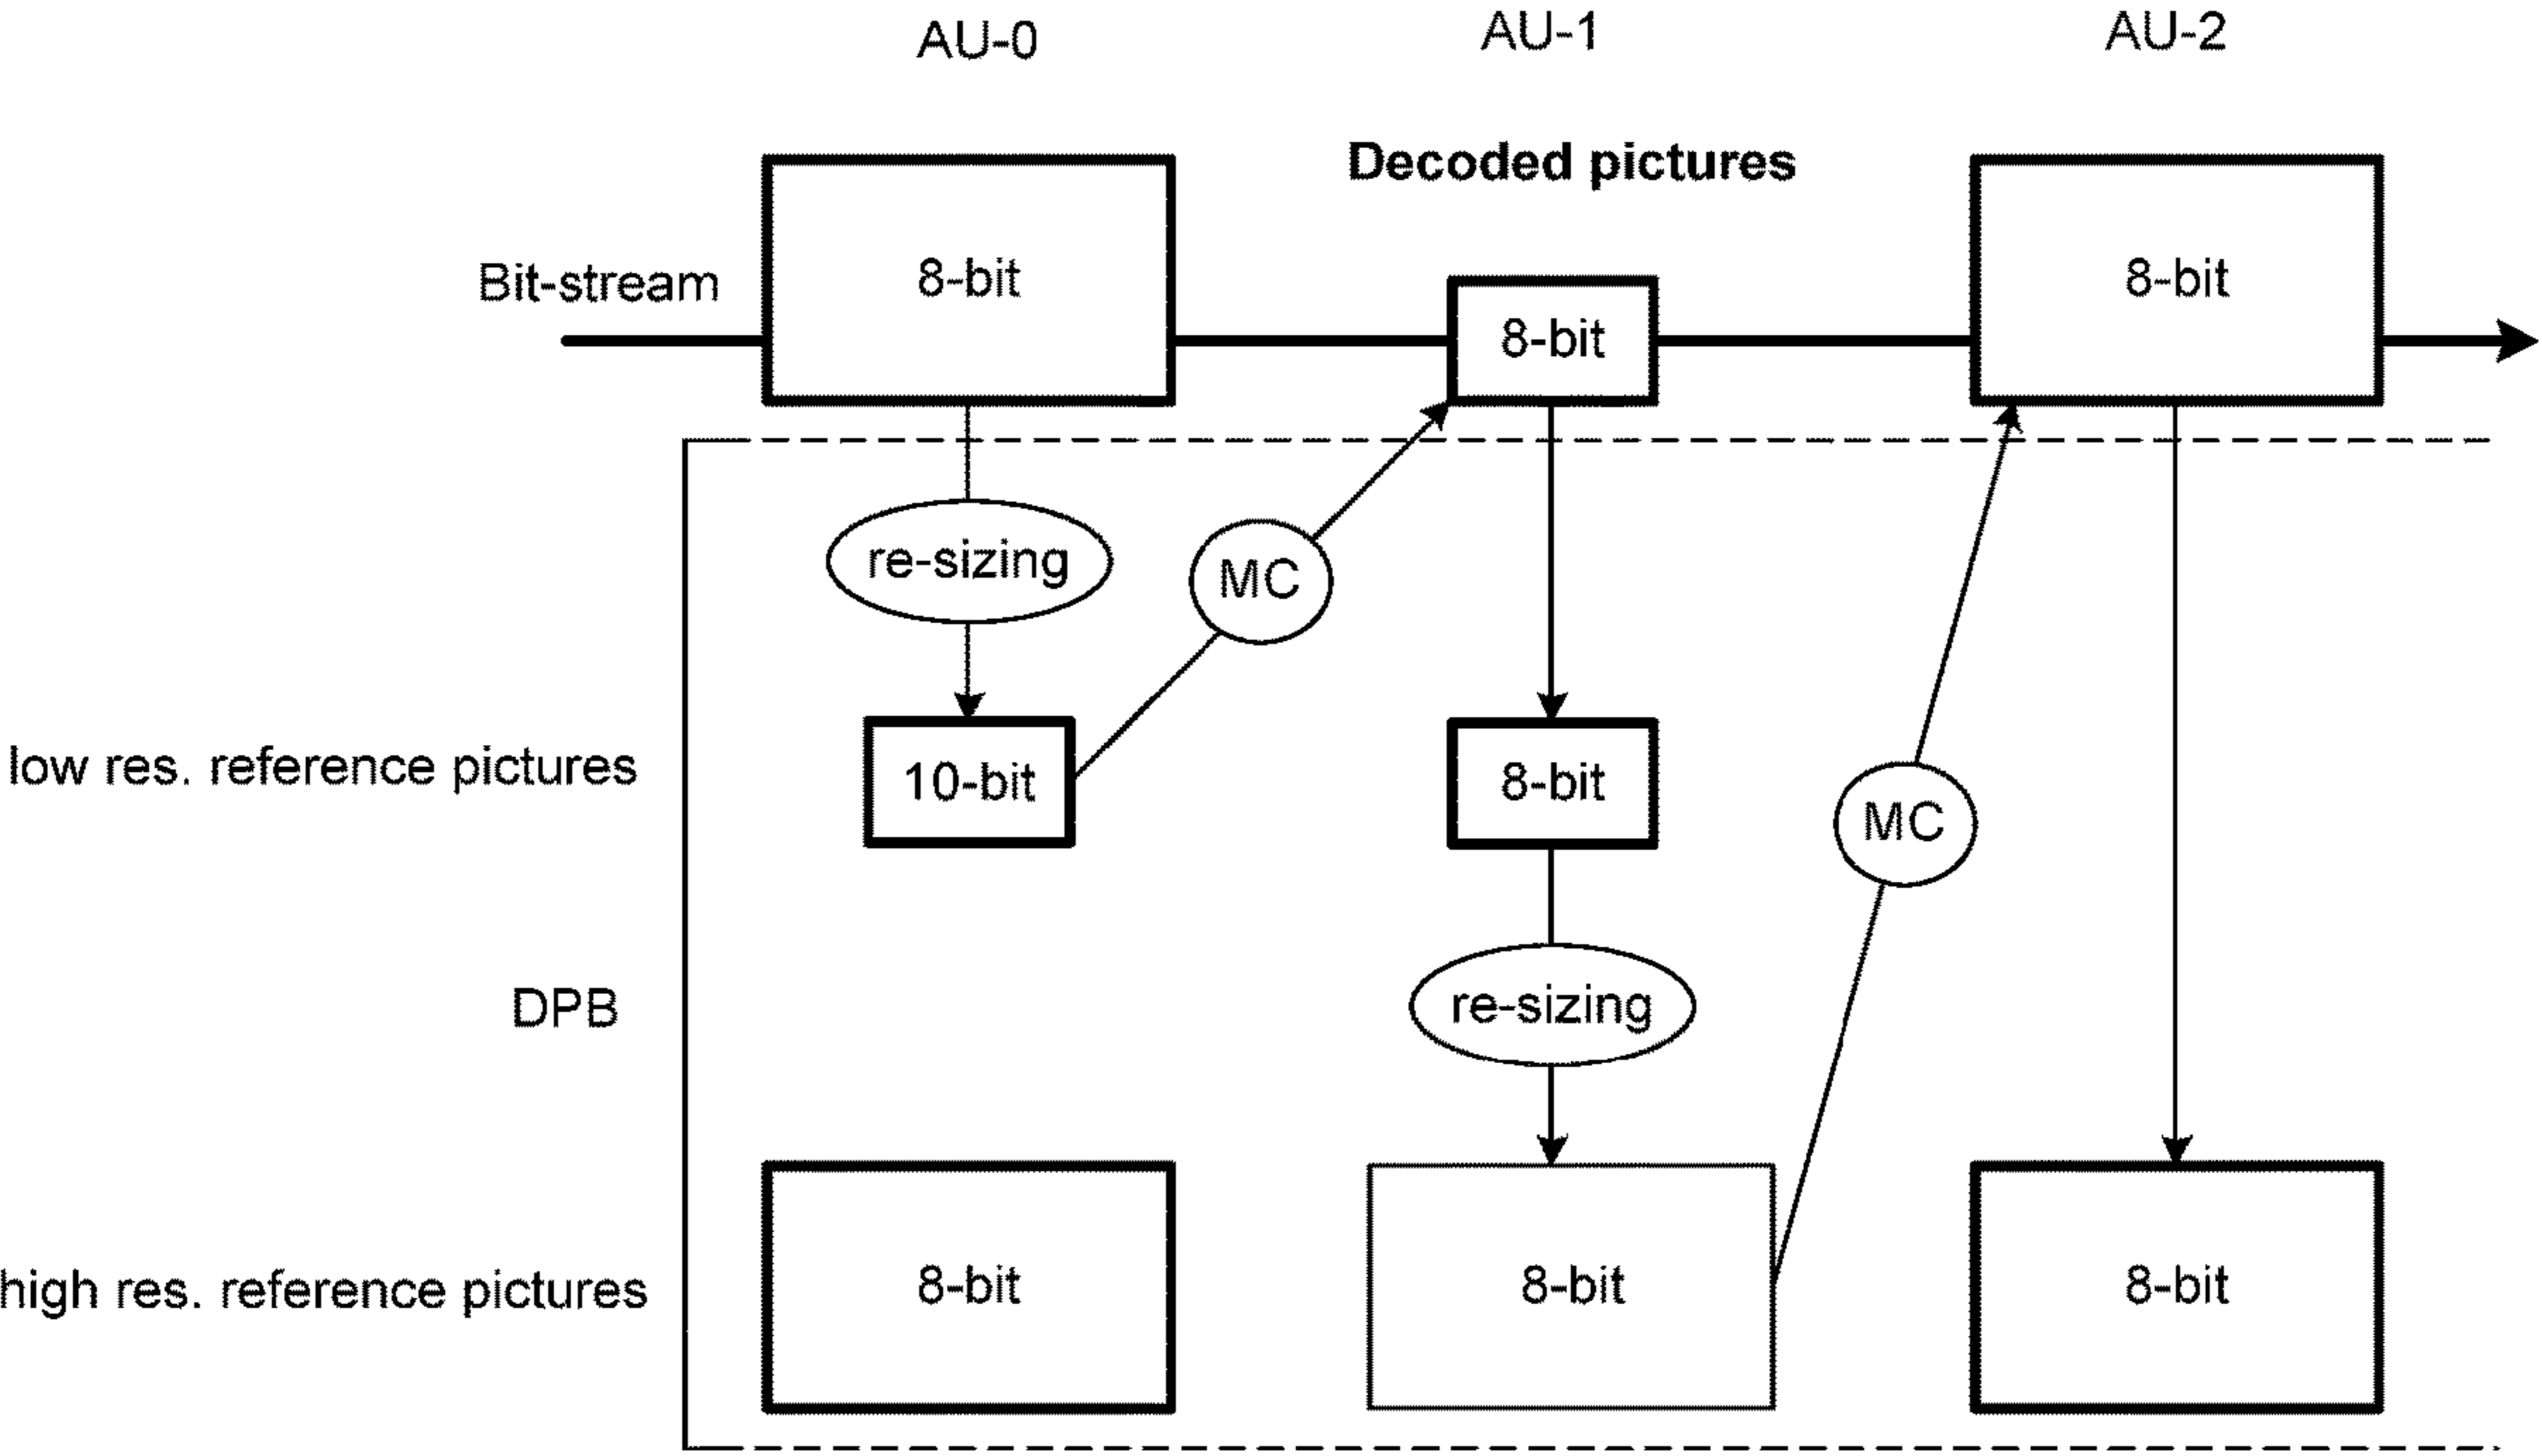 AU-0
AU-1
AU-2
Decoded pictures
Bit-stream
8-bit
8-bit
8-bit
re-sizing
MC
low res. reference pictures
10-bit
8-bit
MC
DPB
re-sizing
high res. reference pictures
8-bit
8-bit
8-bit